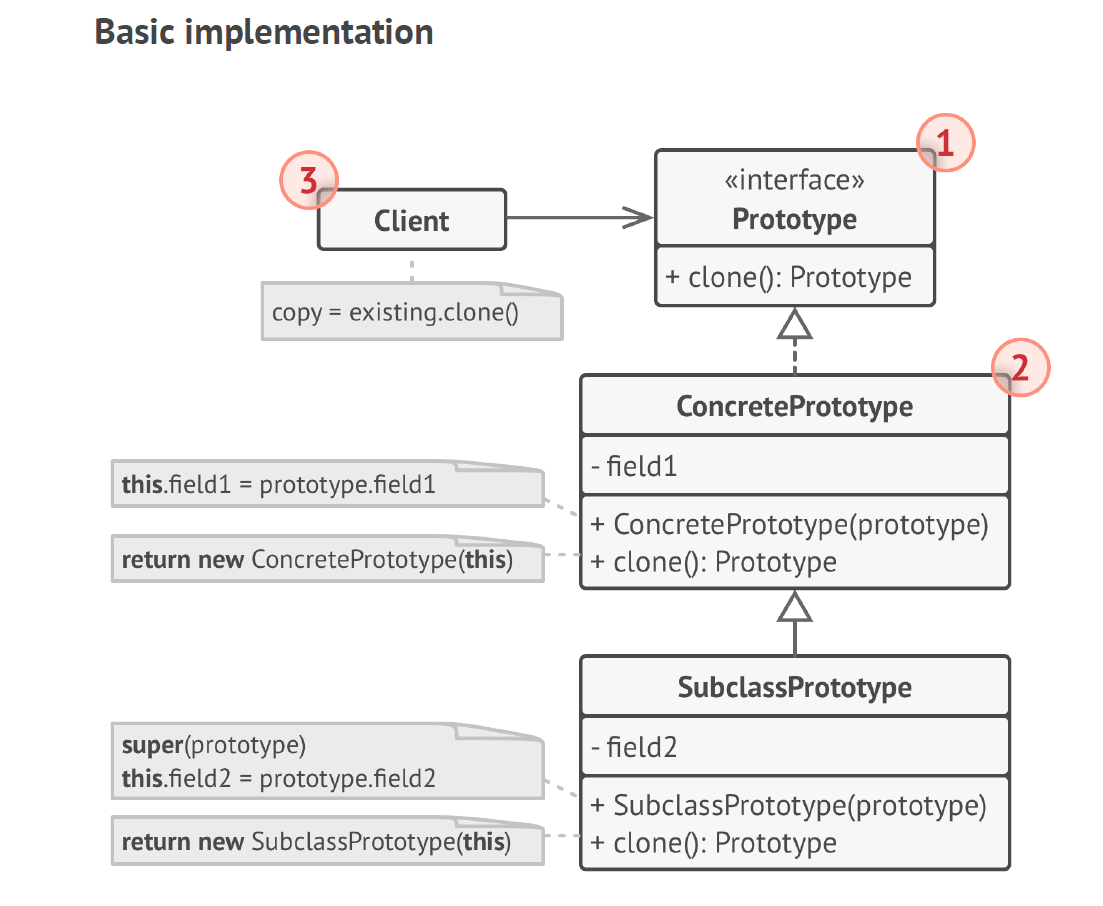 Basic implementation
3
Client
copy = existing.clone()
1
«interface»
Prototype
+ clone(): Prototype
2
ConcretePrototype
- field1
+ ConcretePrototype(prototype)
+ clone(): Prototype
this.field1 = prototype.field1
return new ConcretePrototype(this)
SubclassPrototype
- field2
+ SubclassPrototype(prototype)
+ clone(): Prototype
super(prototype)
this.field2 = prototype.field2
return new SubclassPrototype(this)